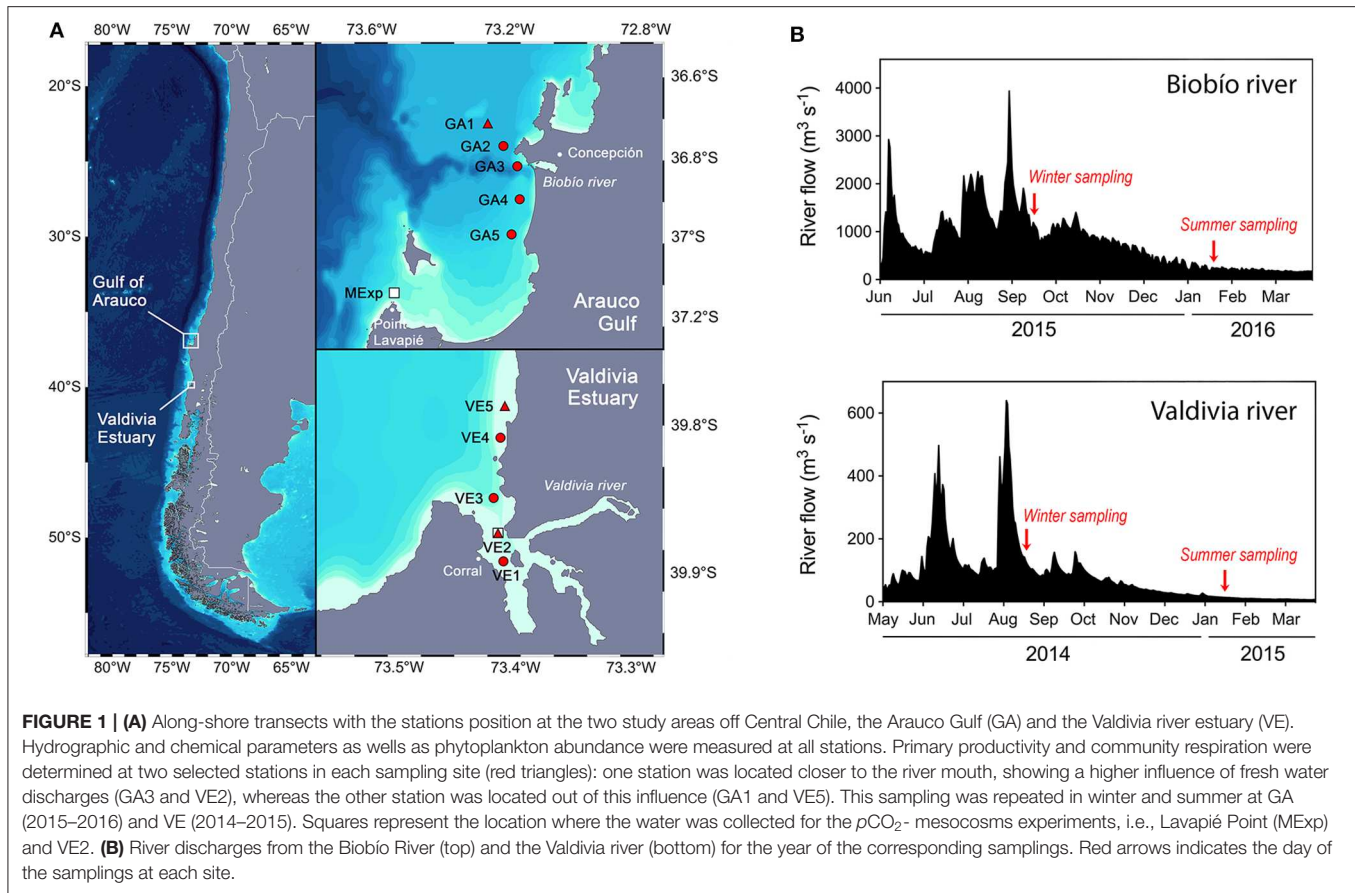 A
80°W 75°W 70°W 65°W
73.6°W 73.2°W 72.8°W
20°S
30°S
40°S
50°S
Gulf of
Arauco
Valdivia
Estuary
80°W 75°W 70°W 65°W
GA1
GA2
GA3
GA4
GA5
Concepción
Biobío river
MExp
Point
Lavapié
Arauco
Gulf
36.6°S
36.8°S
37°S
37.2°S
Valdivia
Estuary
VE5
VE4
VE3
VE2
VE1
Valdivia river
Corral
39.8°S
39.9°S
73.5°W 73.4°W 73.3°W
B
Biobío river
River flow (m³ s⁻¹)
4000
3000
2000
1000
0
Winter sampling
Summer sampling
Jun Jul Aug Sep Oct Nov Dec Jan Feb Mar
2015 2016
Valdivia river
River flow (m³ s⁻¹)
600
400
200
0
Winter sampling
Summer sampling
May Jun Jul Aug Sep Oct Nov Dec Jan Feb Mar
2014 2015
FIGURE 1 | (A) Along-shore transects with the stations position at the two study areas off Central Chile, the Arauco Gulf (GA) and the Valdivia river estuary (VE).
Hydrographic and chemical parameters as wells as phytoplankton abundance were measured at all stations. Primary productivity and community respiration were
determined at two selected stations in each sampling site (red triangles): one station was located closer to the river mouth, showing a higher influence of fresh water
discharges (GA3 and VE2), whereas the other station was located out of this influence (GA1 and VE5). This sampling was repeated in winter and summer at GA
(2015–2016) and VE (2014–2015). Squares represent the location where the water was collected for the pCO₂- mesocosms experiments, i.e., Lavapié Point (MExp)
and VE2. (B) River discharges from the Biobío River (top) and the Valdivia river (bottom) for the year of the corresponding samplings. Red arrows indicates the day of
the samplings at each site.